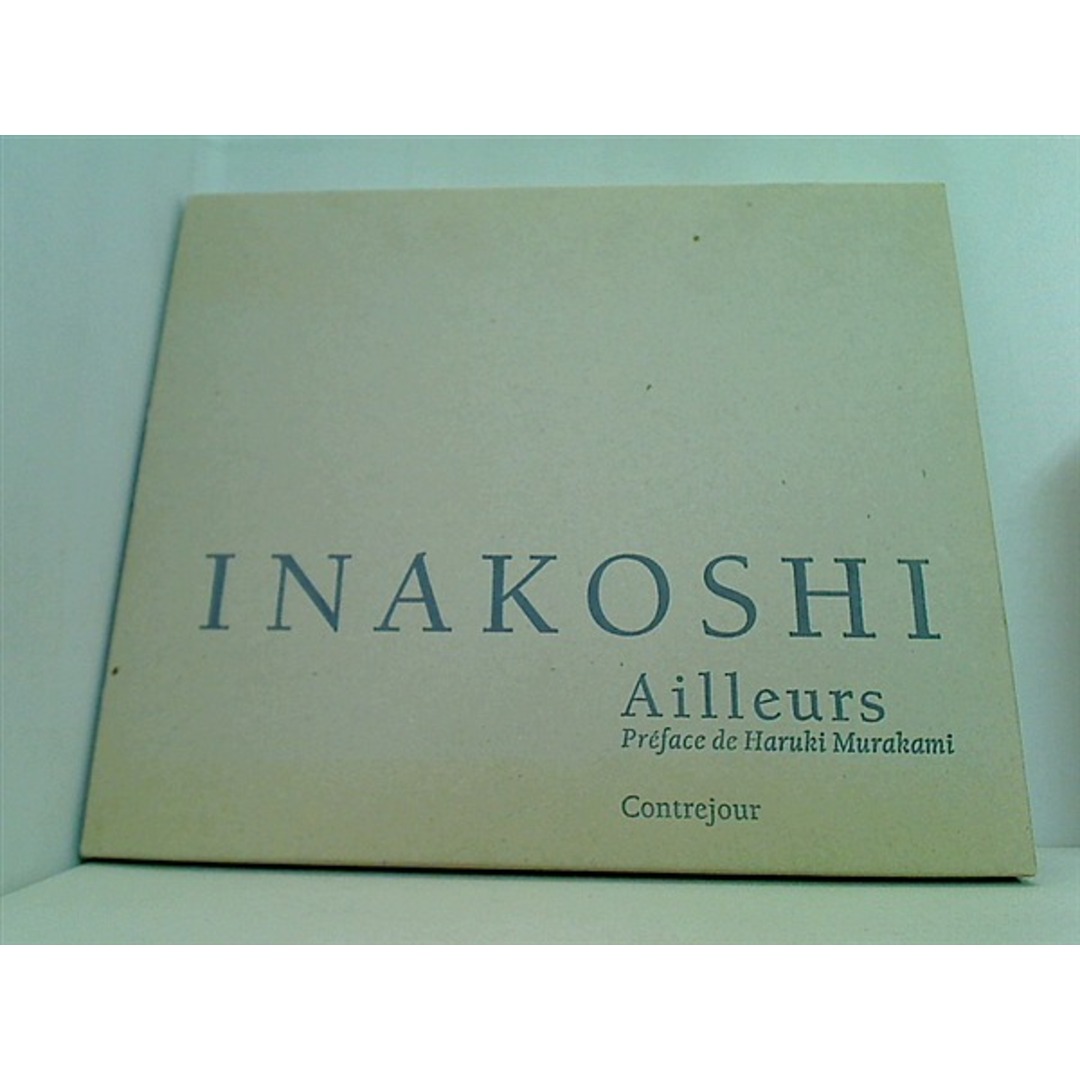 INAKOSHI
Ailleurs
Préface de Haruki Murakami
Contrejour